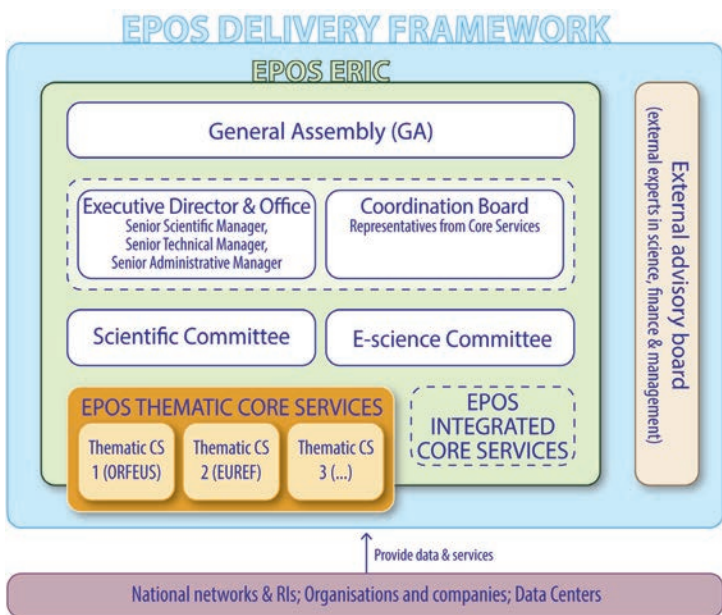 EPOS DELIVERY FRAMEWORK
EPOS ERIC
General Assembly (GA)
Executive Director & Office
Senior Scientific Manager,
Senior Technical Manager,
Senior Administrative Manager
Coordination Board
Representatives from Core Services
Scientific Committee
E-science Committee
EPOS THEMATIC CORE SERVICES
Thematic CS
1 (ORFEUS)
Thematic CS
2 (EUREF)
Thematic CS
3 (...)
EPOS
INTEGRATED
CORE SERVICES
External advisory board
(external experts in science, finance & management)
Provide data & services
National networks & RIs; Organisations and companies; Data Centers